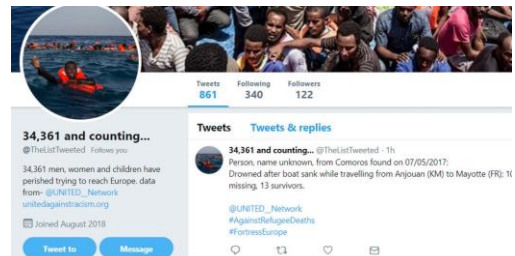 Tweets Following Followers
861 340 122
34,361 and counting...
@TheListTweeted Follows you
34,361 men, women and children have
perished trying to reach Europe. data
from- @UNITED__Network
unitedagainstracism.org
Joined August 2018
Tweet to Message
Tweets Tweets & replies
34,361 and counting... @TheListTweeted · 1h
Person, name unknown, from Comoros found on 07/05/2017:
Drowned after boat sank while travelling from Anjouan (KM) to Mayotte (FR); 10
missing, 13 survivors.
@UNITED__Network
#AgainstRefugeeDeaths
#FortressEurope